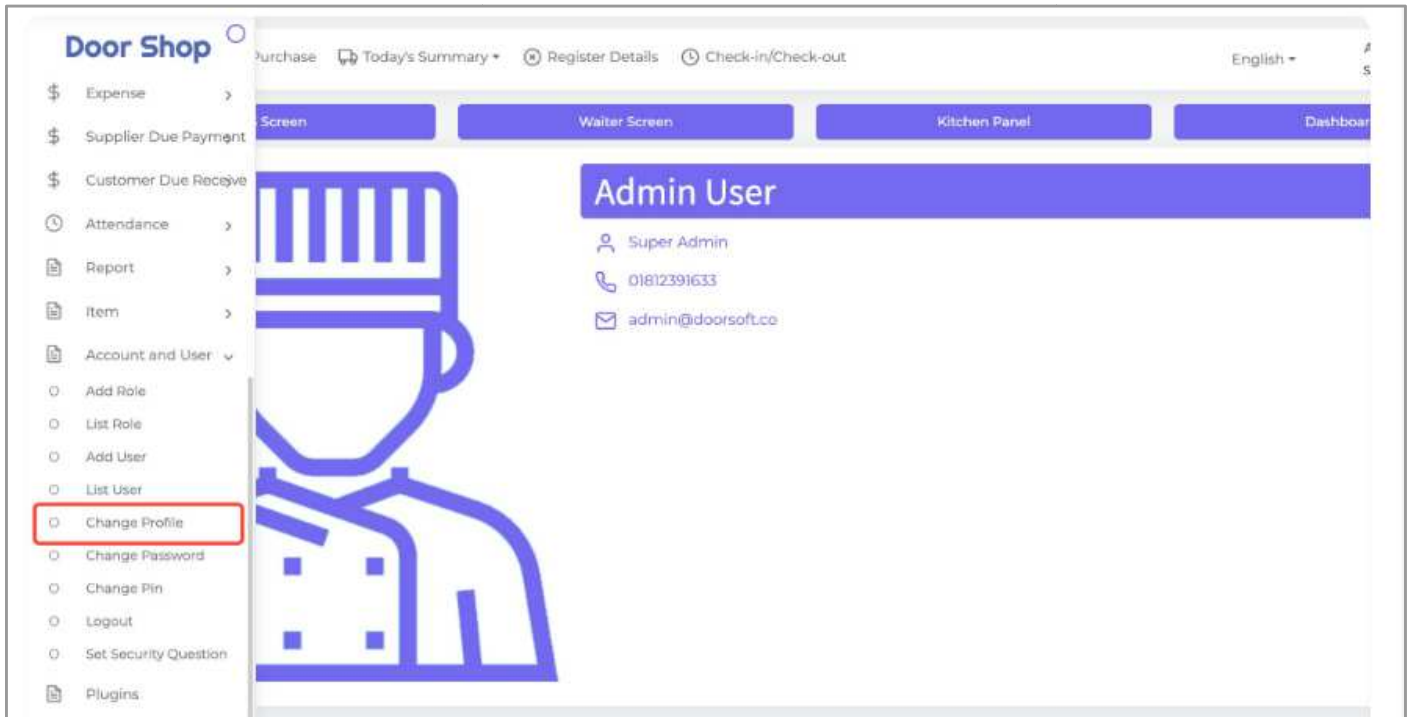 Door Shop
Purchase
Today's Summary
Register Details
Check-in/Check-out
English
Expense
Supplier Due Payment
Customer Due Receive
Attendance
Report
Item
Account and User
Add Role
List Role
Add User
List User
Change Profile
Change Password
Change Pin
Logout
Set Security Question
Plugins
Screen
Waiter Screen
Kitchen Panel
Admin User
Super Admin
01812391633
admin@doorsoft.co